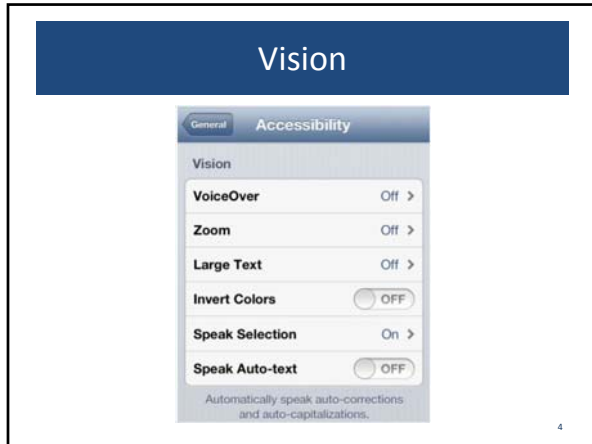 Vision
General Accessibility
Vision
VoiceOver Off >
Zoom Off >
Large Text Off >
Invert Colors OFF
Speak Selection On >
Speak Auto-text OFF
Automatically speak auto-corrections
and auto-capitalizations.
4